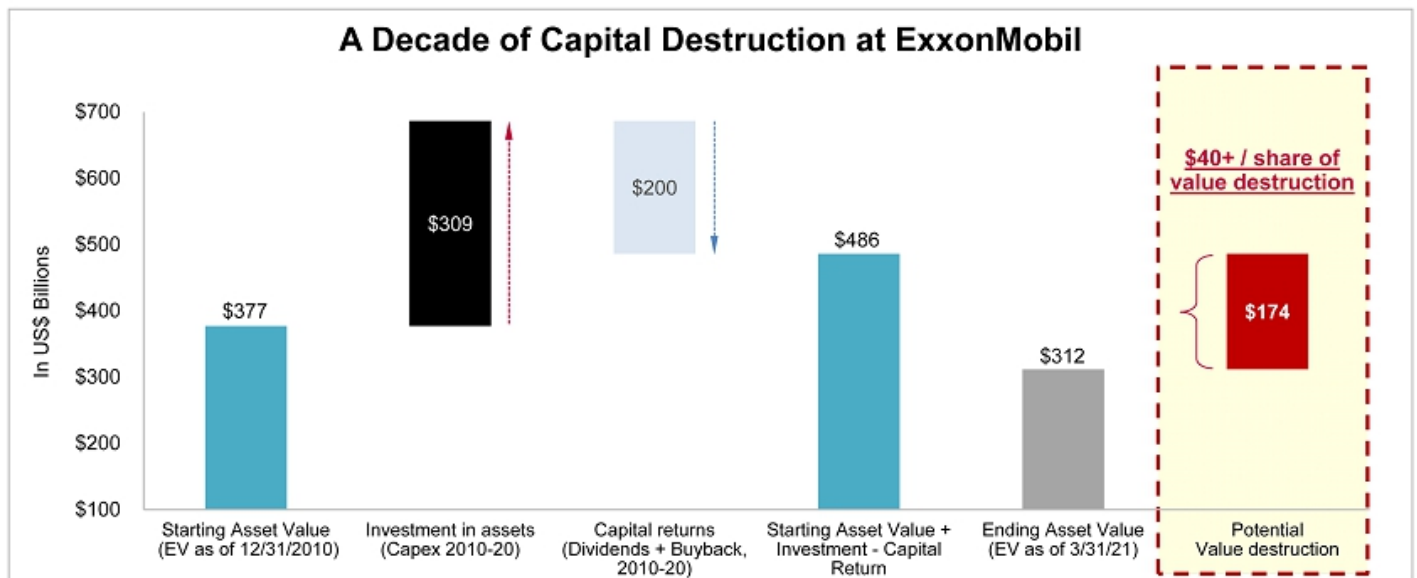 A Decade of Capital Destruction at ExxonMobil
In US$ Billions
$700
$600
$500
$400
$300
$200
$100
$377
$309
$200
$486
$312
$40+ / share of
value destruction
$174
Starting Asset Value
(EV as of 12/31/2010)
Investment in assets
(Capex 2010-20)
Capital returns
(Dividends + Buyback,
2010-20)
Starting Asset Value +
Investment - Capital
Return
Ending Asset Value
(EV as of 3/31/21)
Potential
Value destruction